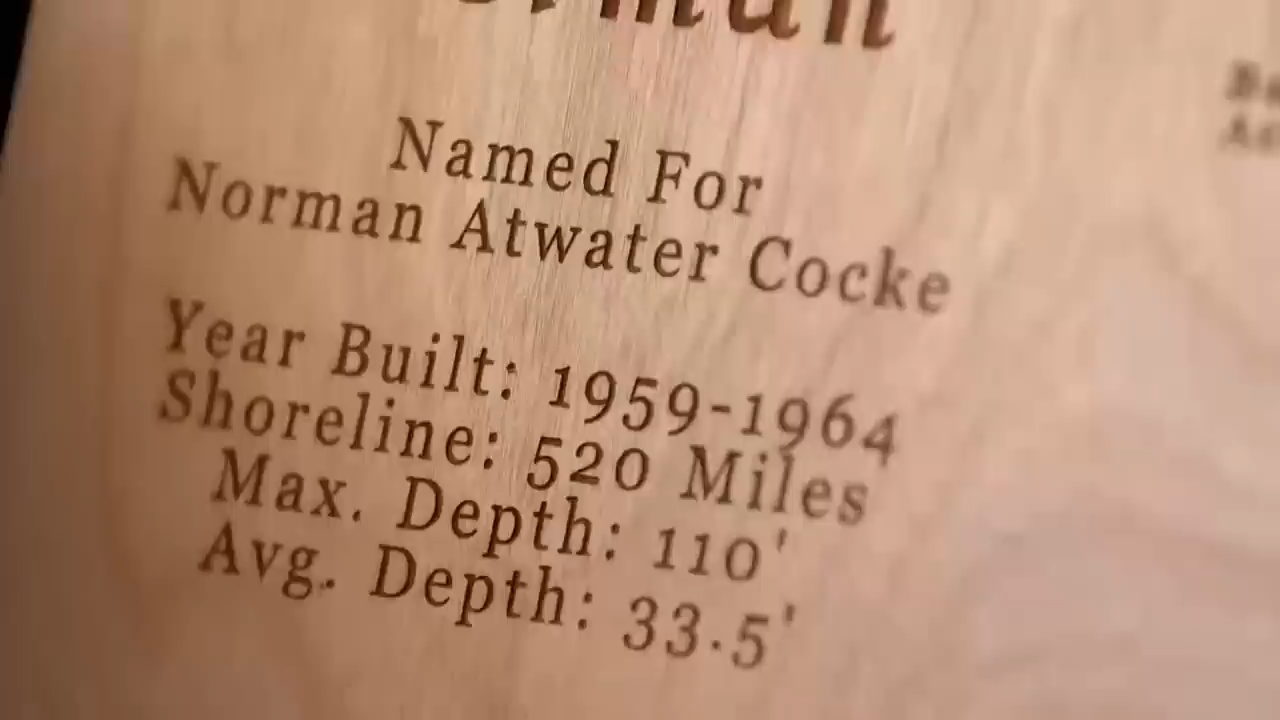 Named For
Norman Atwater Cocke
Year Built: 1959-1964
Shoreline: 520 Miles
Max. Depth: 110'
Avg. Depth: 33.5'